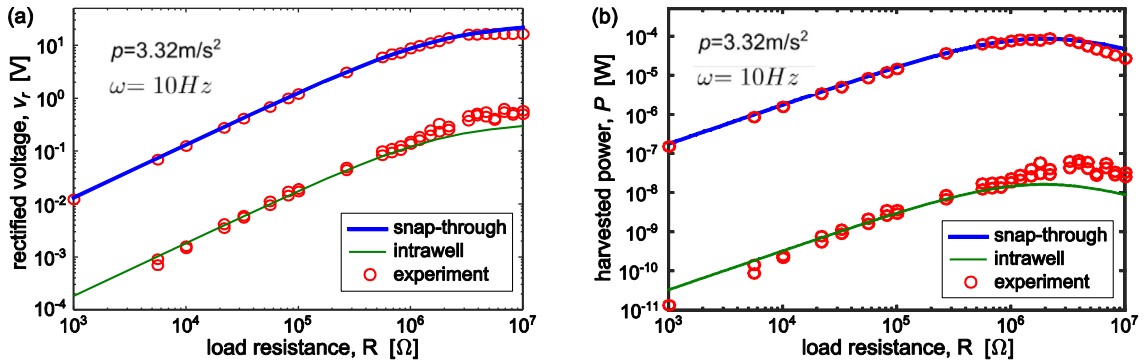 (a)
p=3.32m/s²
ω= 10Hz
10¹
10⁰
10⁻¹
10⁻²
10⁻³
10⁻⁴
rectified voltage, vᵣ [V]
snap-through
intrawell
experiment
10³ 10⁴ 10⁵ 10⁶ 10⁷
load resistance, R [Ω]
(b)
p=3.32m/s²
ω= 10Hz
10⁻⁴
10⁻⁵
10⁻⁶
10⁻⁷
10⁻⁸
10⁻⁹
10⁻¹⁰
10⁻¹¹
harvested power, P [W]
snap-through
intrawell
experiment
10³ 10⁴ 10⁵ 10⁶ 10⁷
load resistance, R [Ω]